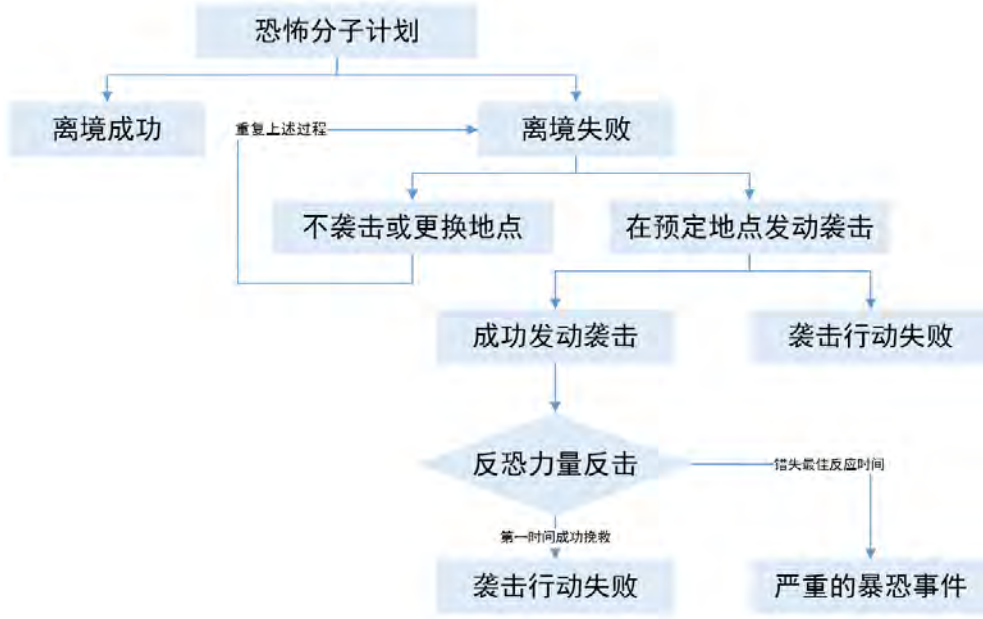 恐怖分子计划
离境成功
重复上述过程
离境失败
不袭击或更换地点
在预定地点发动袭击
成功发动袭击
袭击行动失败
反恐力量反击
错失最佳反应时间
第一时间成功挽救
袭击行动失败
严重的暴恐事件